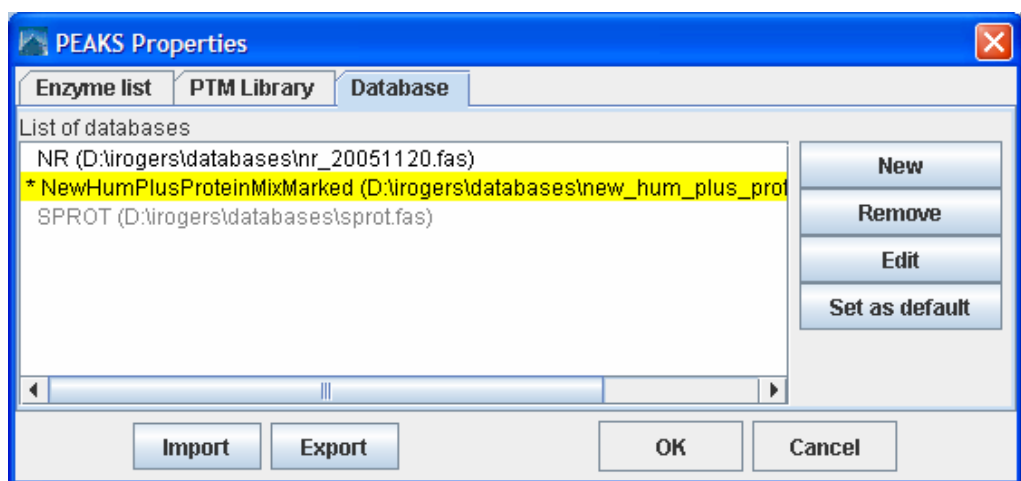 PEAKS Properties
Enzyme list PTM Library Database
List of databases
NR (D:\irogers\databases\nr_20051120.fas)
* NewHumPlusProteinMixMarked (D:\irogers\databases\new_hum_plus_prot
SPROT (D:\irogers\databases\sprot.fas)
New
Remove
Edit
Set as default
Import Export OK Cancel